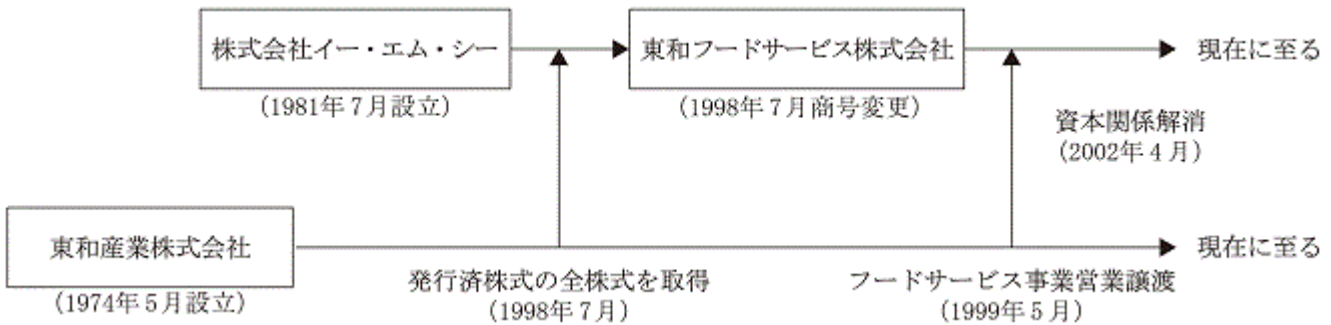 株式会社イー・エム・シー
(1981年7月設立)
東和フードサービス株式会社
(1998年7月商号変更)
現在に至る
資本関係解消
(2002年4月)
東和産業株式会社
(1974年5月設立)
発行済株式の全株式を取得
(1998年7月)
フードサービス事業営業譲渡
(1999年5月)
現在に至る